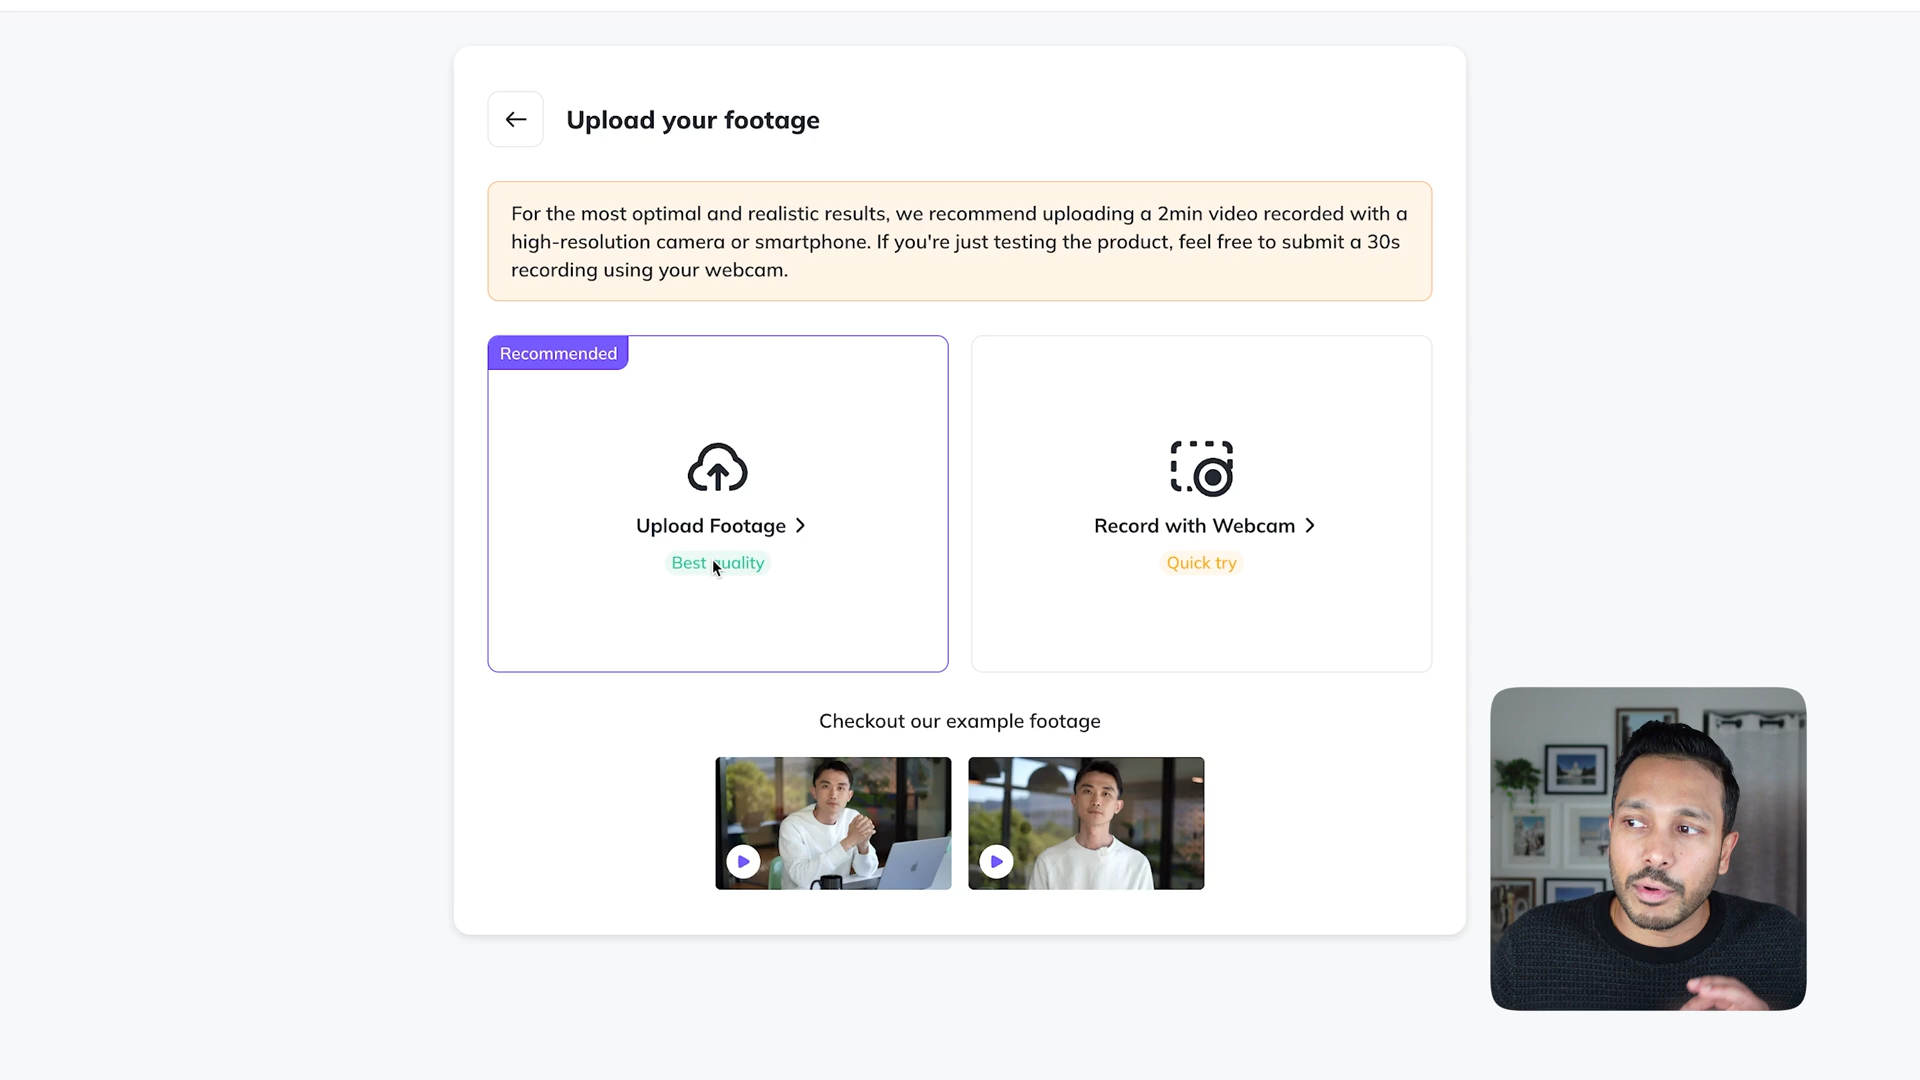 Upload your footage
For the most optimal and realistic results, we recommend uploading a 2min video recorded with a
high-resolution camera or smartphone. If you're just testing the product, feel free to submit a 30s
recording using your webcam.
Recommended
Upload Footage
Best quality
Record with Webcam
Quick try
Checkout our example footage